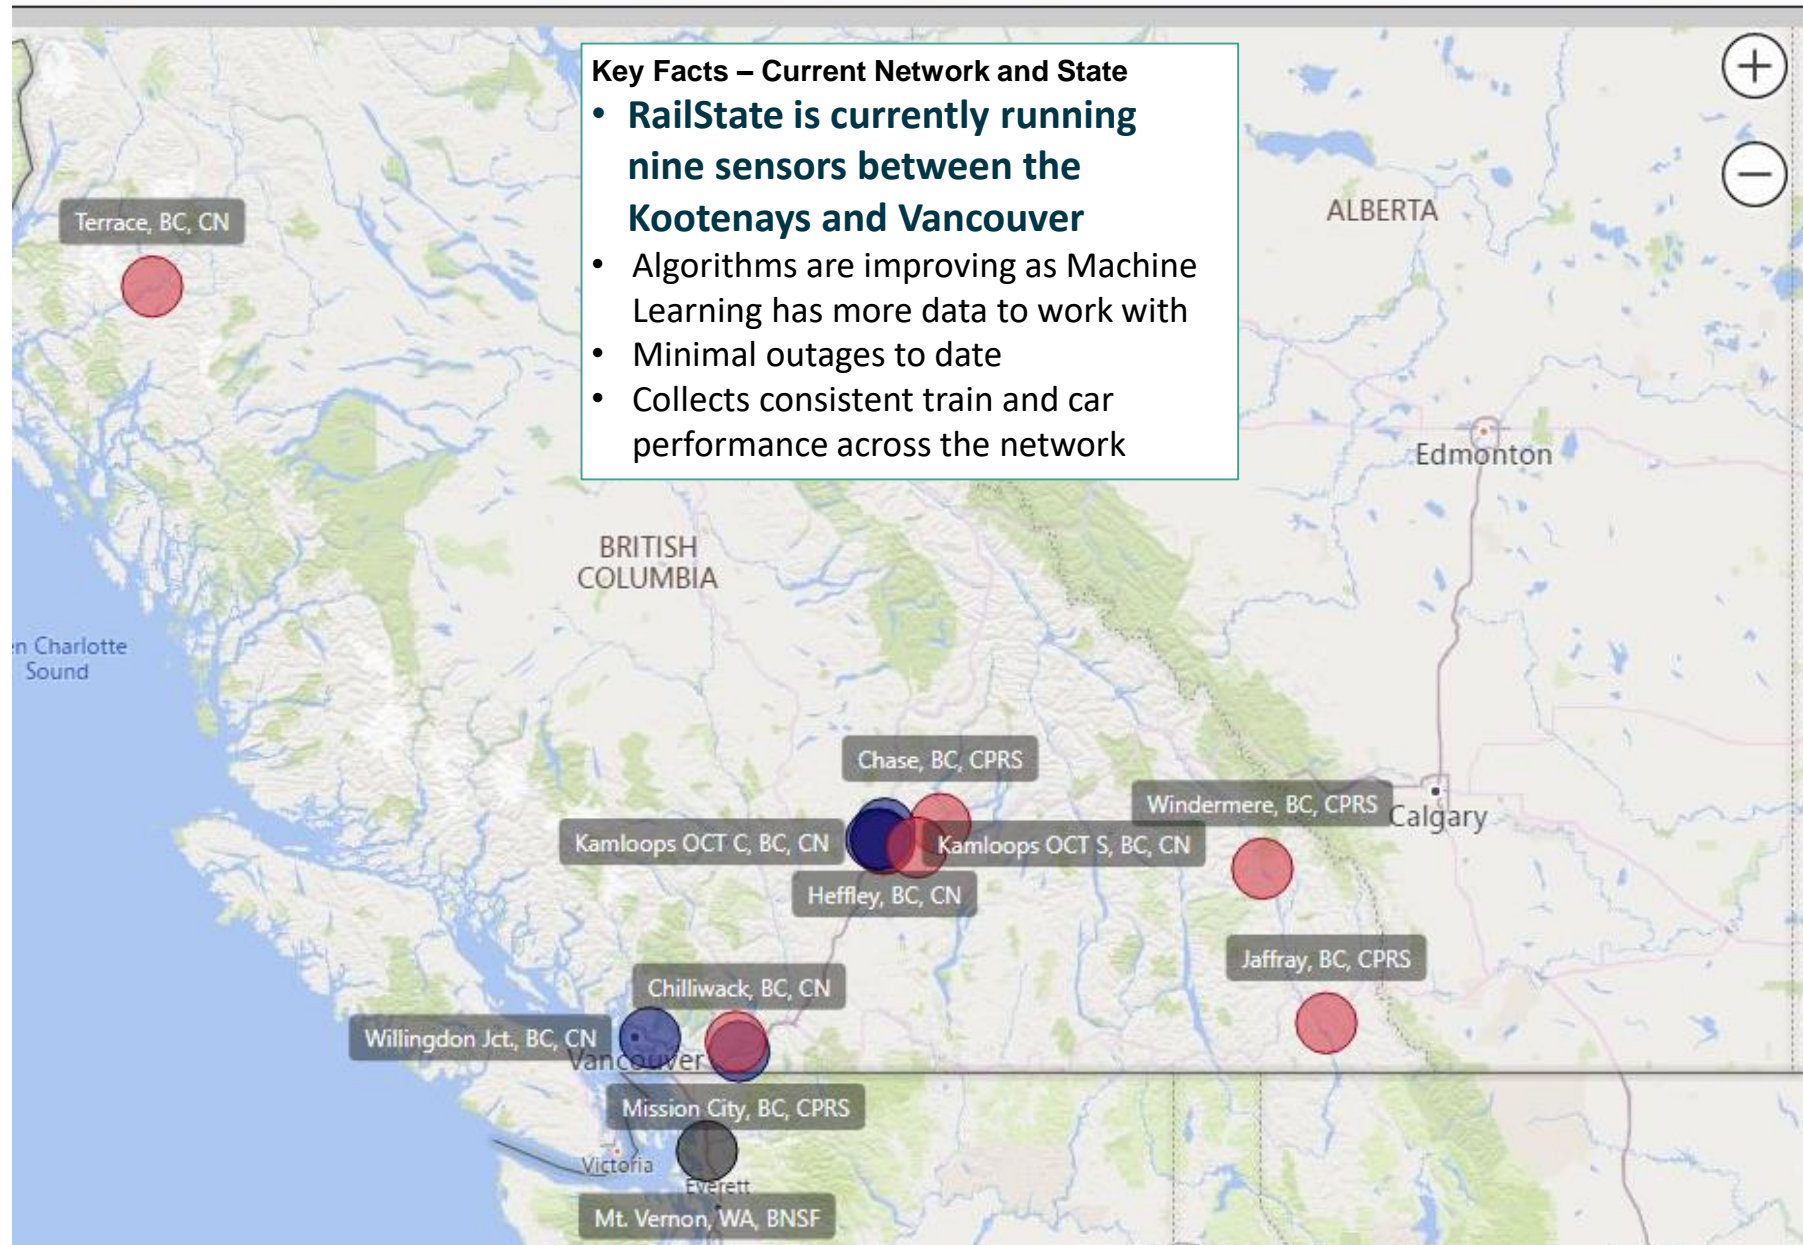 Key Facts – Current Network and State
• RailState is currently running
nine sensors between the
Kootenays and Vancouver
• Algorithms are improving as Machine
Learning has more data to work with
• Minimal outages to date
• Collects consistent train and car
performance across the network
+
−
ALBERTA
Terrace, BC, CN
Edmonton
BRITISH
COLUMBIA
en Charlotte
Sound
Chase, BC, CPRS
Windermere, BC, CPRS
Calgary
Kamloops OCT C, BC, CN
Kamloops OCT S, BC, CN
Heffley, BC, CN
Jaffray, BC, CPRS
Chilliwack, BC, CN
Willingdon Jct., BC, CN
Vancouver
Mission City, BC, CPRS
Victoria
Everett
Mt. Vernon, WA, BNSF